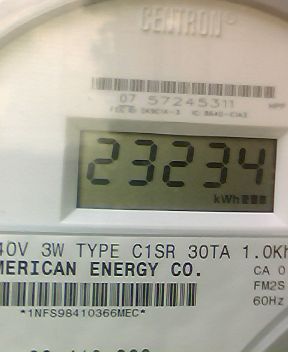 CENTRON®
07 57245311
23234
kWh
40V 3W TYPE C1SR 30TA 1.0Kh
MERICAN ENERGY CO.
CA 0
FM2S
60Hz
*1NFS98410366MEC*